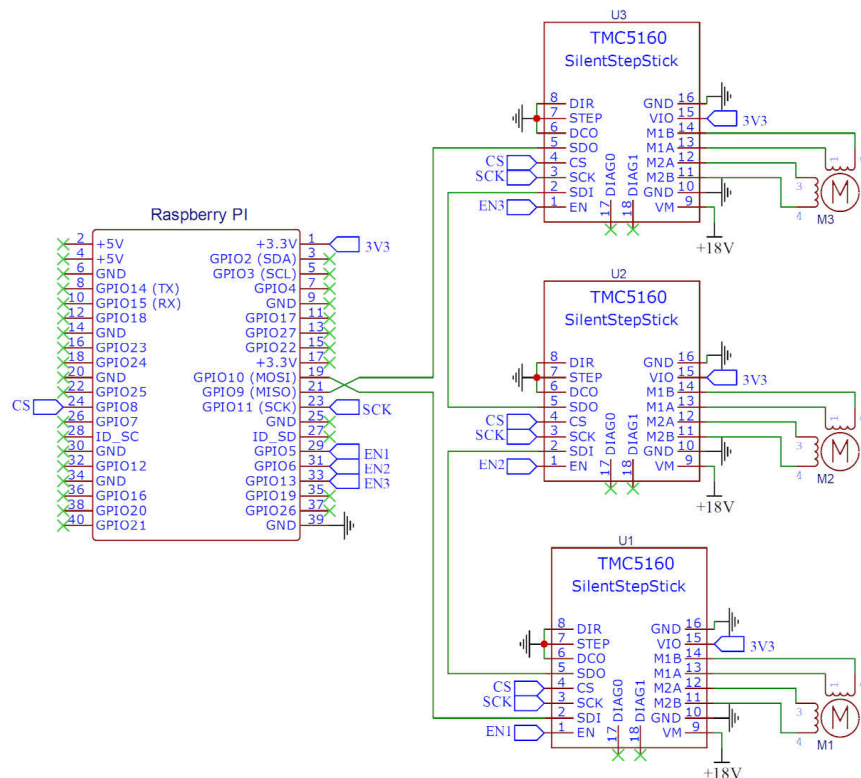 Raspberry PI
2 +5V +3.3V 1 3V3
4 +5V GPIO2 (SDA) 3
6 GND GPIO3 (SCL) 5
8 GPIO14 (TX) GPIO4 7
10 GPIO15 (RX) GND 9
12 GPIO18 GPIO17 11
14 GND GPIO27 13
16 GPIO23 GPIO22 15
18 GPIO24 +3.3V 17
20 GND GPIO10 (MOSI) 19
22 GPIO25 GPIO9 (MISO) 21
CS 24 GPIO8 GPIO11 (SCK) 23 SCK
26 GPIO7 GND 25
28 ID_SC ID_SD 27
30 GND GPIO5 29 EN1
32 GPIO12 GPIO6 31 EN2
34 GND GPIO13 33 EN3
36 GPIO16 GPIO19 35
38 GPIO20 GPIO26 37
40 GPIO21 GND 39
U3
TMC5160
SilentStepStick
8 DIR GND 16
7 STEP VIO 15 3V3
6 DCO M1B 14
5 SDO M1A 13
CS 4 CS M2A 12
SCK 3 SCK M2B 11
2 SDI GND 10
EN3 1 EN VM 9
DIAG0 17
DIAG1 18
+18V
1
3
4
M
M3
U2
TMC5160
SilentStepStick
8 DIR GND 16
7 STEP VIO 15 3V3
6 DCO M1B 14
5 SDO M1A 13
CS 4 CS M2A 12
SCK 3 SCK M2B 11
2 SDI GND 10
EN2 1 EN VM 9
DIAG0 17
DIAG1 18
+18V
1
3
4
M
M2
U1
TMC5160
SilentStepStick
8 DIR GND 16
7 STEP VIO 15 3V3
6 DCO M1B 14
5 SDO M1A 13
CS 4 CS M2A 12
SCK 3 SCK M2B 11
2 SDI GND 10
EN1 1 EN VM 9
DIAG0 17
DIAG1 18
+18V
1
3
4
M
M1